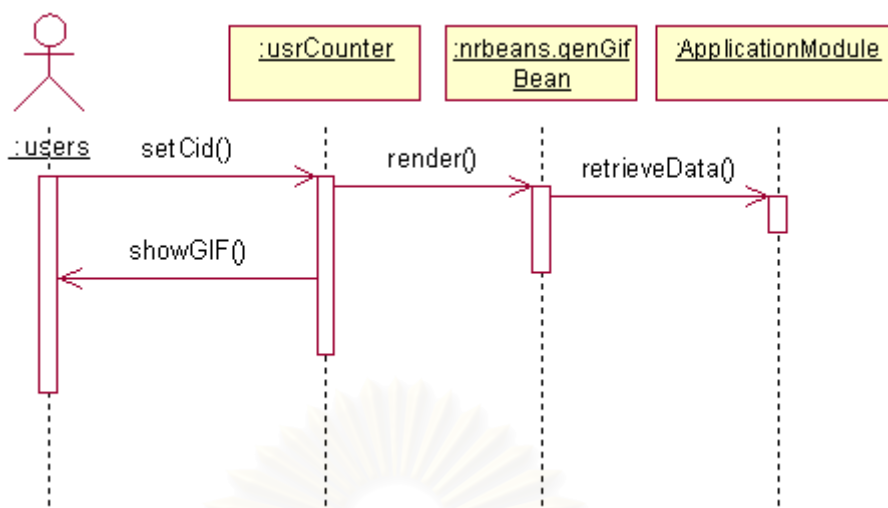 :usrCounter
:nrbeans.genGif
Bean
:ApplicationModule
:users
setCid()
render()
retrieveData()
showGIF()